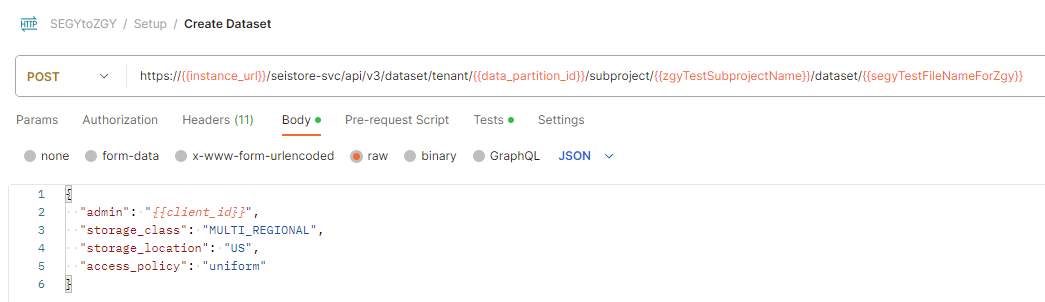 HTTP SEGYtoZGY / Setup / Create Dataset
POST https://{{instance_url}}/seistore-svc/api/v3/dataset/tenant/{{data_partition_id}}/subproject/{{zgyTestSubprojectName}}/dataset/{{segyTestFileNameForZgy}}
Params Authorization Headers (11) Body Pre-request Script Tests Settings
none form-data x-www-form-urlencoded raw binary GraphQL JSON
1 {
2 "admin": "{{client_id}}",
3 "storage_class": "MULTI_REGIONAL",
4 "storage_location": "US",
5 "access_policy": "uniform"
6 }